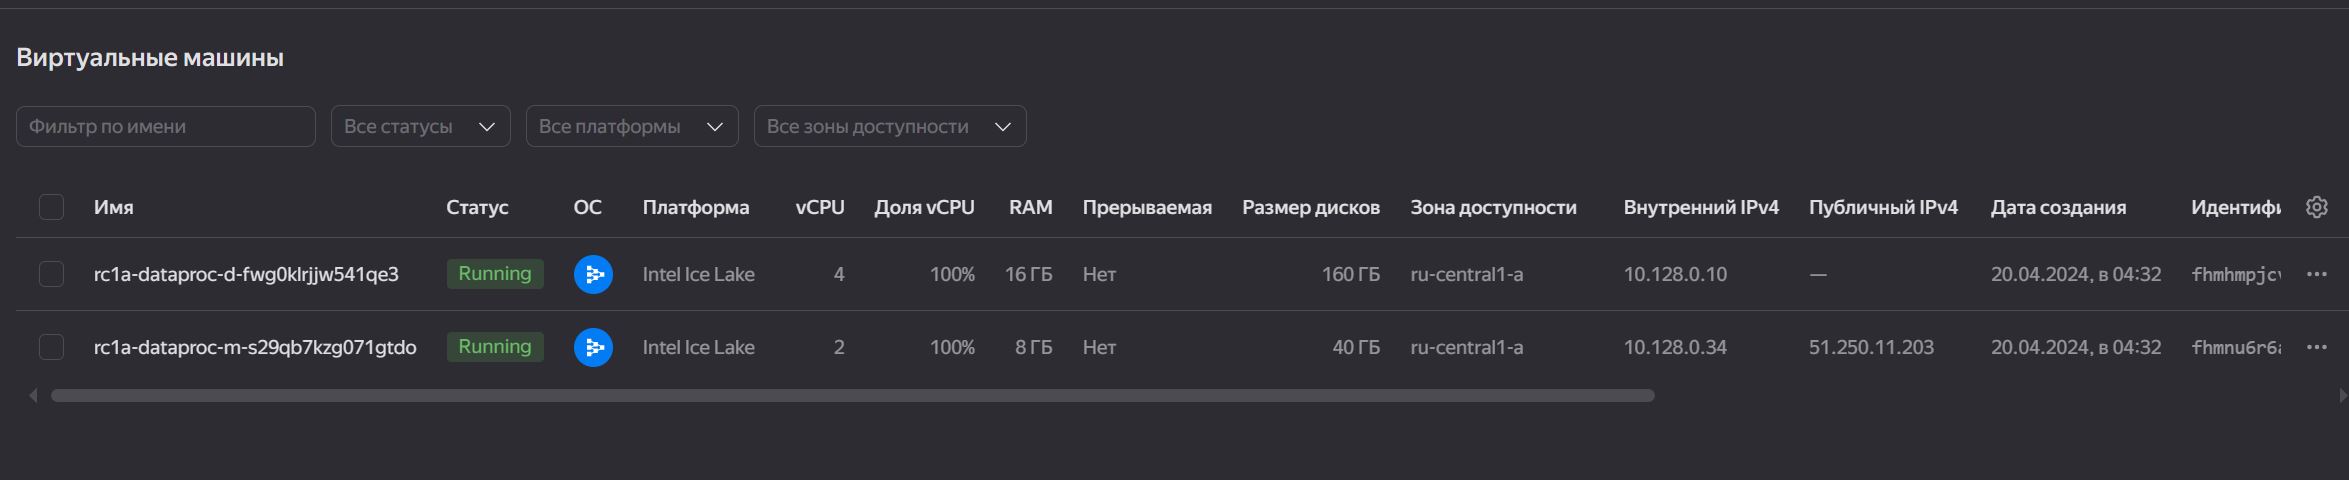 Виртуальные машины
Фильтр по имени Все статусы Все платформы Все зоны доступности
Имя Статус ОС Платформа vCPU Доля vCPU RAM Прерываемая Размер дисков Зона доступности Внутренний IPv4 Публичный IPv4 Дата создания Идентифи
rc1a-dataproc-d-fwg0klrjjw541qe3 Running Intel Ice Lake 4 100% 16 ГБ Нет 160 ГБ ru-central1-a 10.128.0.10 — 20.04.2024, в 04:32 fhmhmpjcv
rc1a-dataproc-m-s29qb7kzg071gtdo Running Intel Ice Lake 2 100% 8 ГБ Нет 40 ГБ ru-central1-a 10.128.0.34 51.250.11.203 20.04.2024, в 04:32 fhmnu6r6a